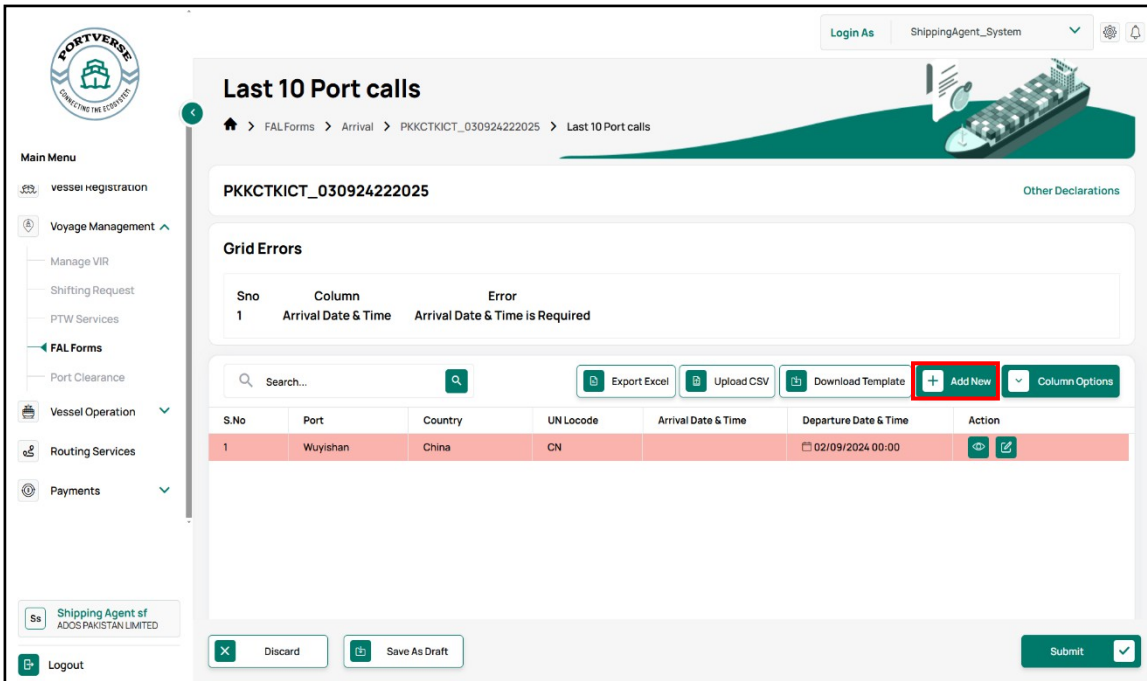 PORTVERSE
CONNECTING THE ECOSYSTEM
Login As ShippingAgent_System
Last 10 Port calls
> FAL Forms > Arrival > PKKCTKICT_030924222025 > Last 10 Port calls
Main Menu
Vessel Registration
Voyage Management
Manage VIR
Shifting Request
PTW Services
FAL Forms
Port Clearance
Vessel Operation
Routing Services
Payments
Ss Shipping Agent sf
ADOS PAKISTAN LIMITED
Logout
PKKCTKICT_030924222025 Other Declarations
Grid Errors
Sno Column Error
1 Arrival Date & Time Arrival Date & Time is Required
Search... Export Excel Upload CSV Download Template + Add New Column Options
S.No Port Country UN Locode Arrival Date & Time Departure Date & Time Action
1 Wuyishan China CN 02/09/2024 00:00
Discard Save As Draft Submit